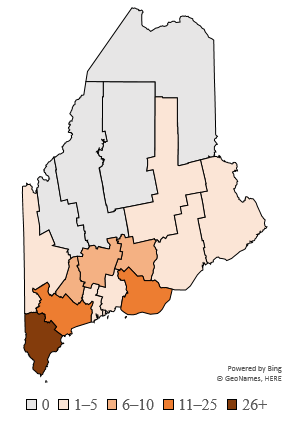 Powered by Bing
© GeoNames, HERE
0 1–5 6–10 11–25 26+